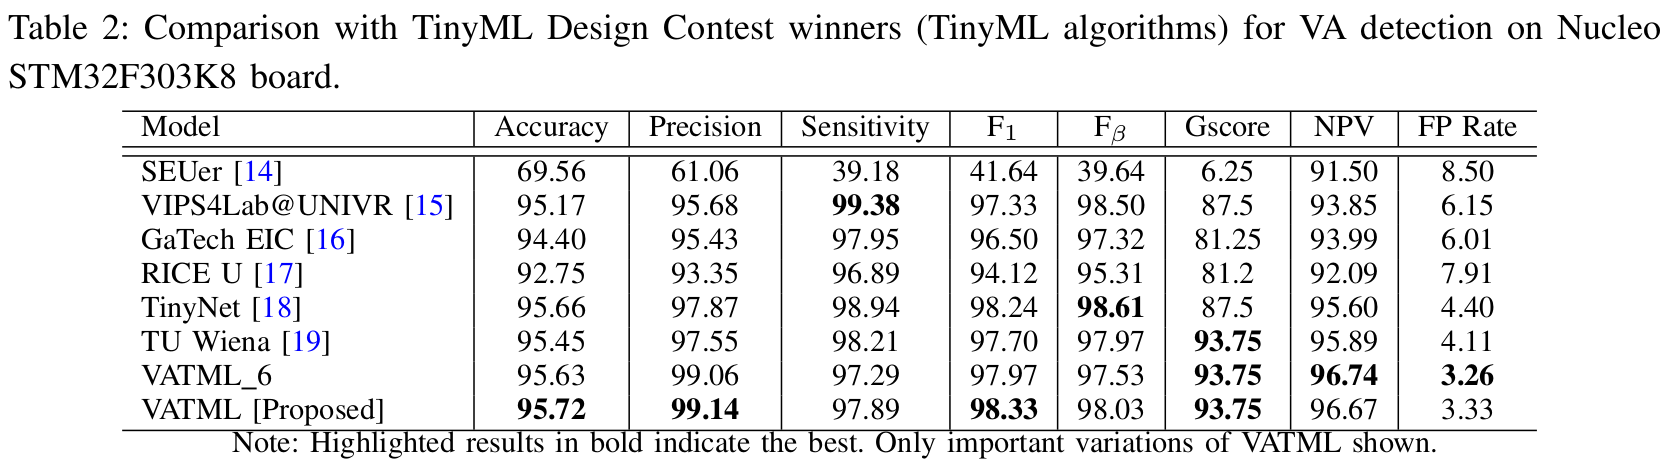 Table 2: Comparison with TinyML Design Contest winners (TinyML algorithms) for VA detection on Nucleo
STM32F303K8 board.
Model Accuracy Precision Sensitivity F1 Fβ Gscore NPV FP Rate
SEUer [14] 69.56 61.06 39.18 41.64 39.64 6.25 91.50 8.50
VIPS4Lab@UNIVR [15] 95.17 95.68 99.38 97.33 98.50 87.5 93.85 6.15
GaTech EIC [16] 94.40 95.43 97.95 96.50 97.32 81.25 93.99 6.01
RICE U [17] 92.75 93.35 96.89 94.12 95.31 81.2 92.09 7.91
TinyNet [18] 95.66 97.87 98.94 98.24 98.61 87.5 95.60 4.40
TU Wiena [19] 95.45 97.55 98.21 97.70 97.97 93.75 95.89 4.11
VATML_6 95.63 99.06 97.29 97.97 97.53 93.75 96.74 3.26
VATML [Proposed] 95.72 99.14 97.89 98.33 98.03 93.75 96.67 3.33
Note: Highlighted results in bold indicate the best. Only important variations of VATML shown.